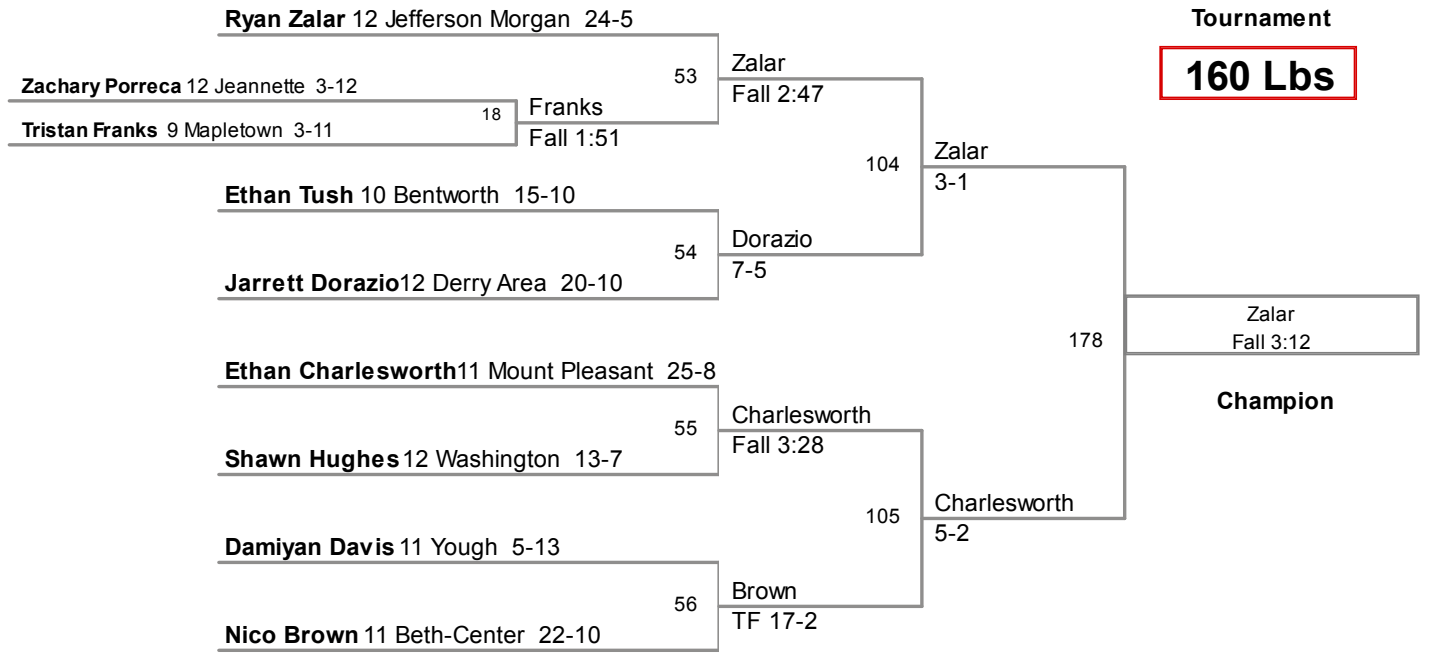 Ryan Zalar 12 Jefferson Morgan 24-5
Tournament
160 Lbs
Zachary Porreca 12 Jeannette 3-12
53
Zalar
Fall 2:47
18
Franks
Tristan Franks 9 Mapletown 3-11
Fall 1:51
104
Zalar
3-1
Ethan Tush 10 Bentworth 15-10
54
Dorazio
7-5
Jarrett Dorazio12 Derry Area 20-10
178
Zalar
Fall 3:12
Champion
Ethan Charlesworth11 Mount Pleasant 25-8
55
Charlesworth
Fall 3:28
Shawn Hughes 12 Washington 13-7
105
Charlesworth
5-2
Damiyan Davis 11 Yough 5-13
56
Brown
TF 17-2
Nico Brown 11 Beth-Center 22-10